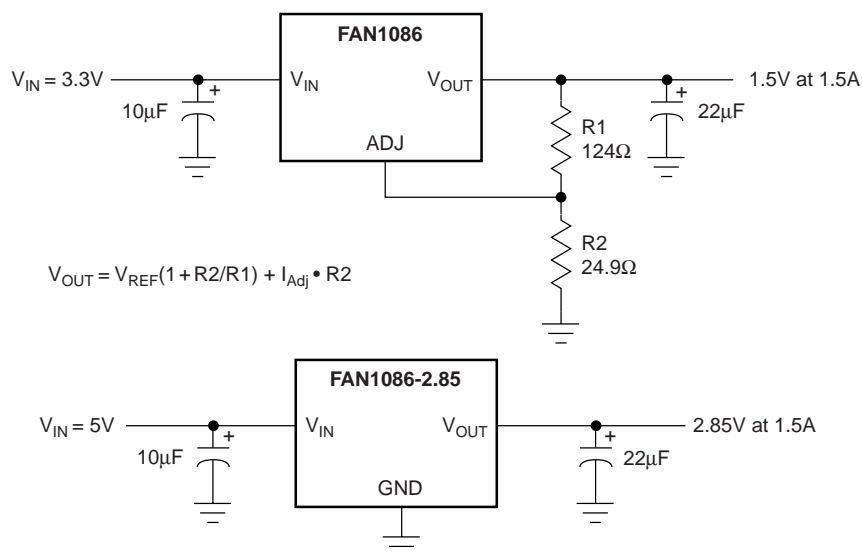 FAN1086
V_IN = 3.3V
V_IN
V_OUT
1.5V at 1.5A
+
10μF
+
22μF
R1
124Ω
ADJ
R2
24.9Ω
V_OUT = V_REF(1 + R2/R1) + I_Adj • R2
FAN1086-2.85
V_IN = 5V
V_IN
V_OUT
2.85V at 1.5A
+
10μF
+
22μF
GND